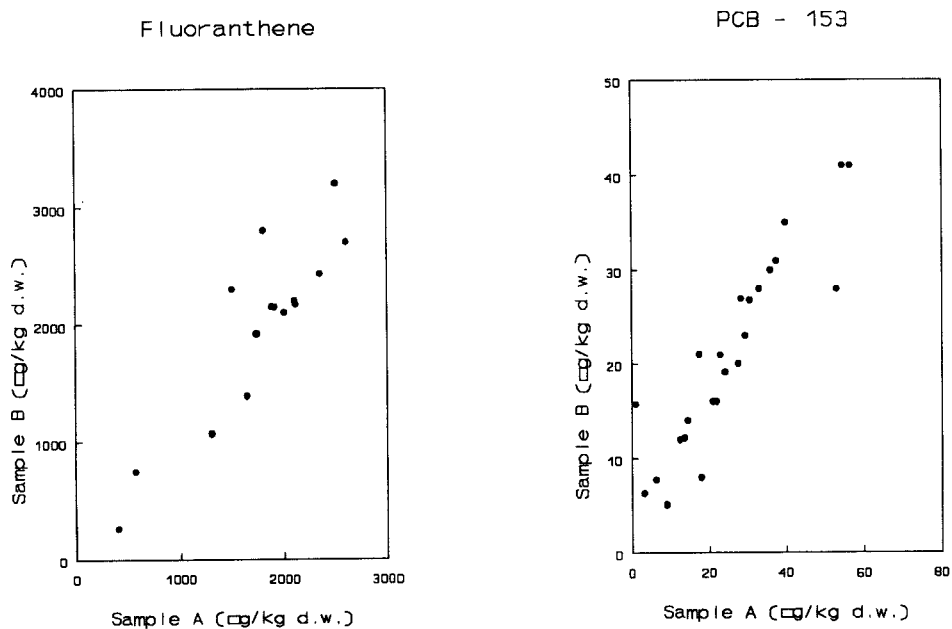 Fluoranthene
4000
3000
2000
1000
0
0 1000 2000 3000
Sample B (□g/kg d.w.)
Sample A (□g/kg d.w.)
PCB - 153
50
40
30
20
10
0
0 20 40 60 80
Sample B (□g/kg d.w.)
Sample A (□g/kg d.w.)